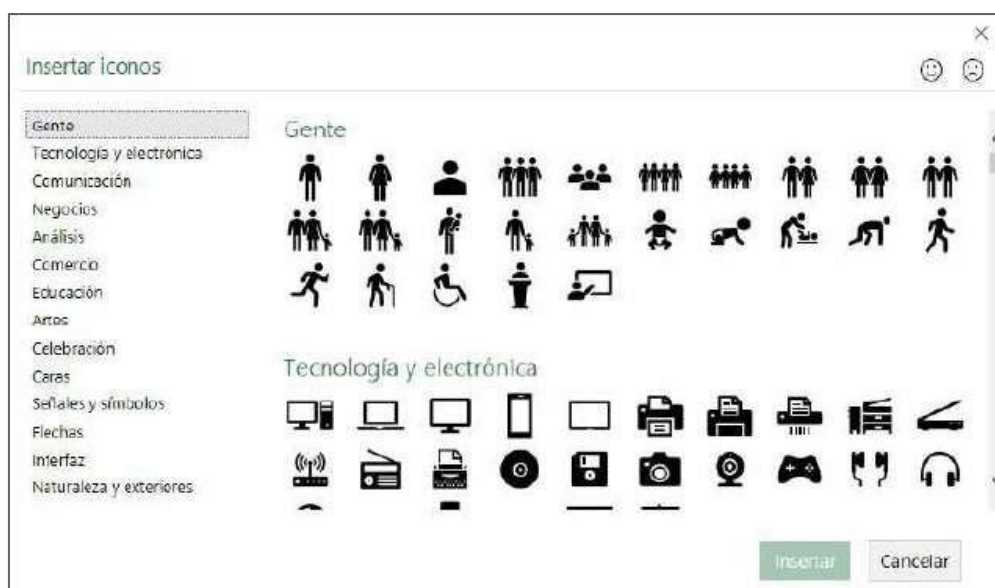 Insertar iconos
Gente
Tecnología y electrónica
Comunicación
Negocios
Análisis
Comercio
Educación
Artes
Celebración
Caras
Señales y símbolos
Flechas
Interfaz
Naturaleza y exteriores
Gente
Tecnología y electrónica
Insertar
Cancelar